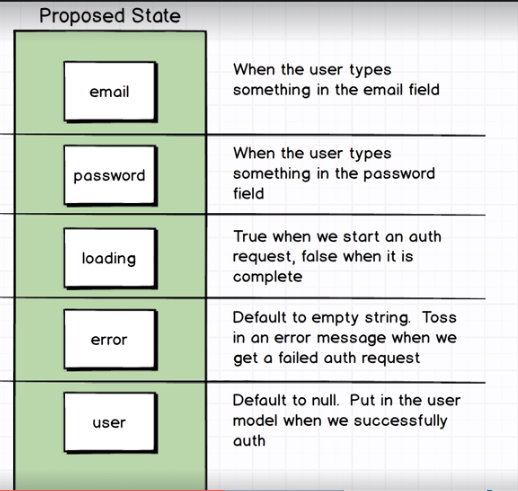 Proposed State
email
When the user types
something in the email field
password
When the user types
something in the password
field
loading
True when we start an auth
request, false when it is
complete
error
Default to empty string. Toss
in an error message when we
get a failed auth request
user
Default to null. Put in the user
model when we successfully
auth